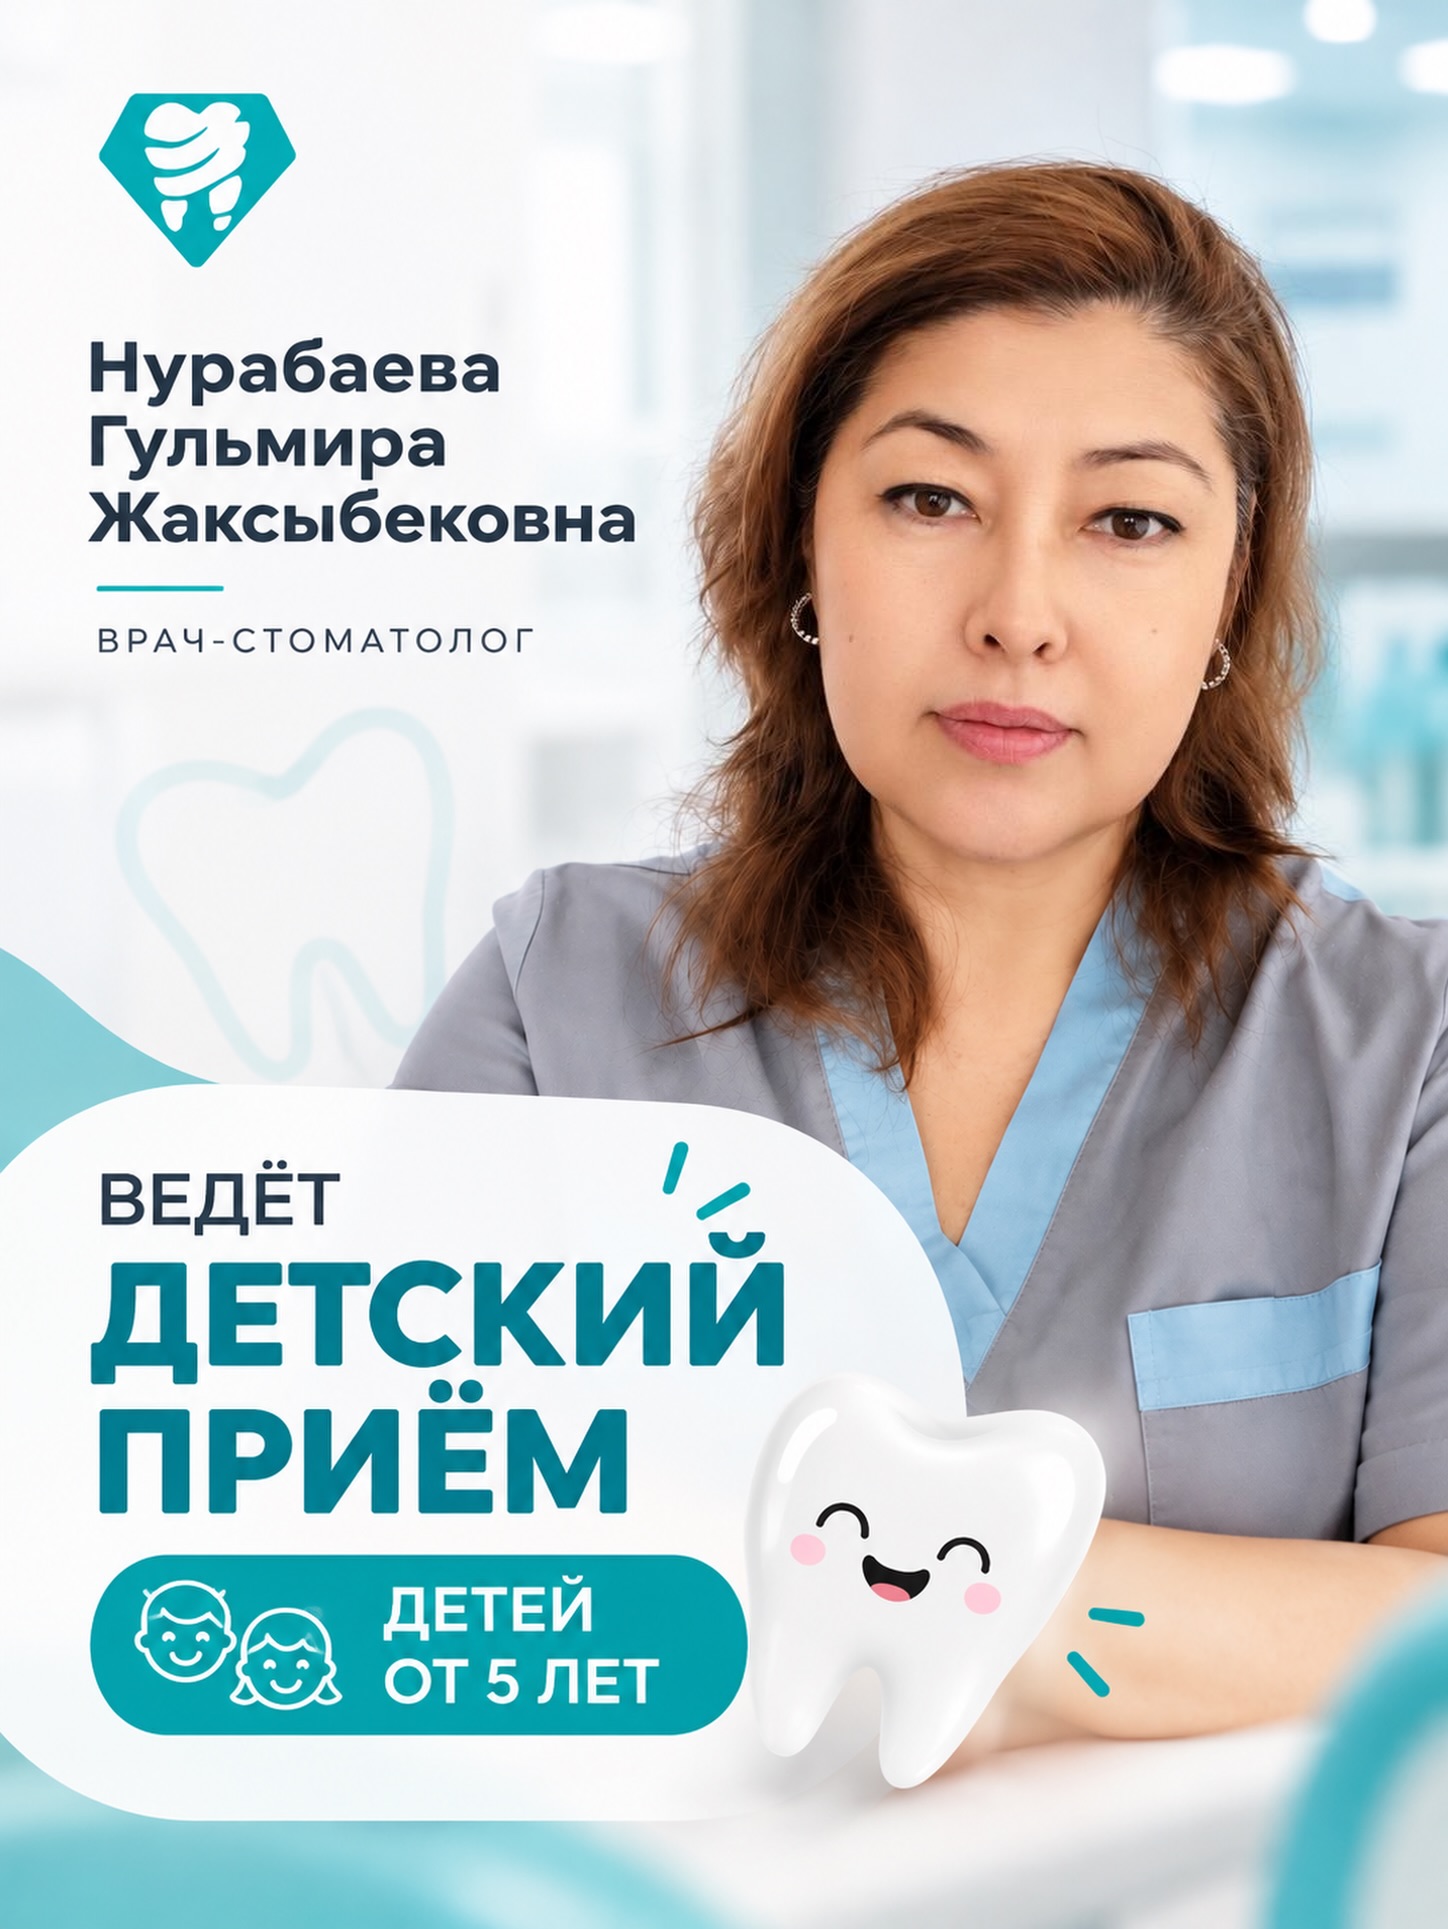 Нурабаева
Гульмира
Жаксыбековна
ВРАЧ-СТОМАТОЛОГ
ВЕДЁТ
ДЕТСКИЙ
ПРИЁМ
ДЕТЕЙ
ОТ 5 ЛЕТ